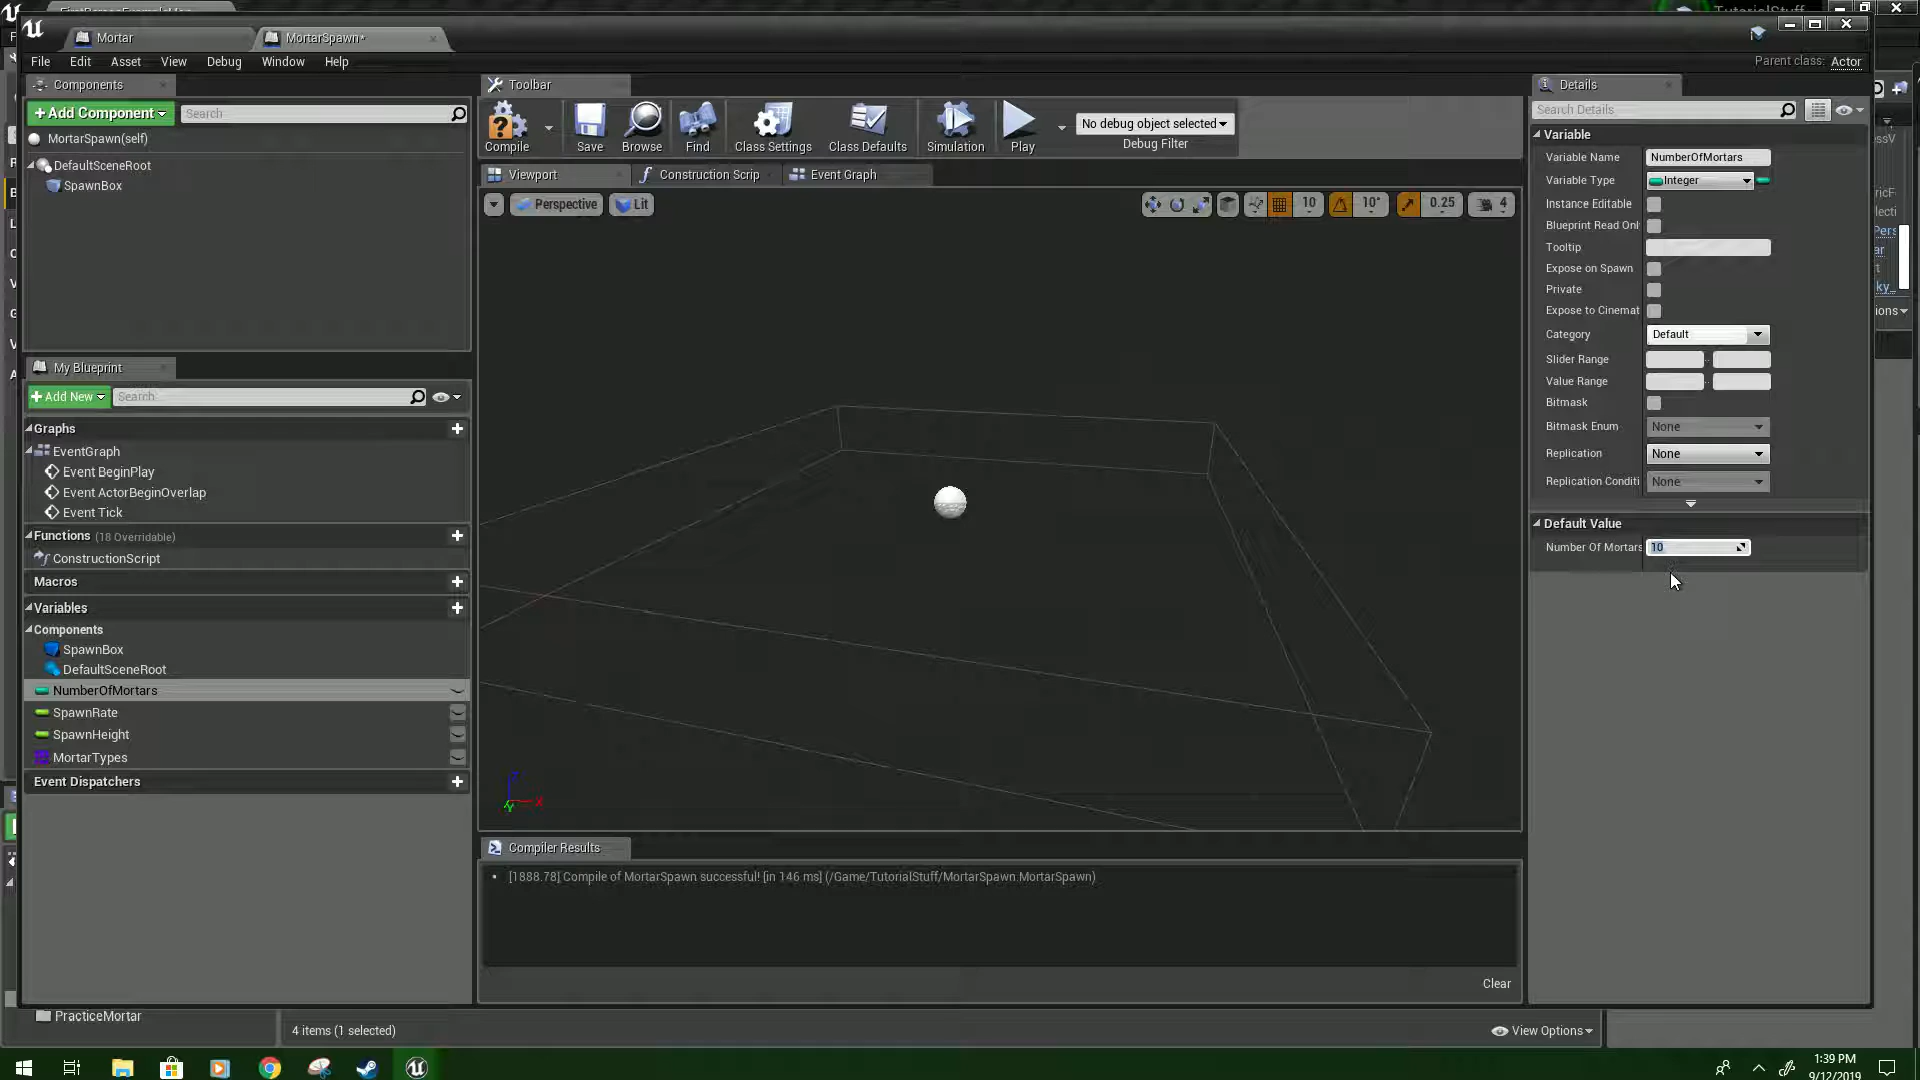 TutorialStuff
Mortar
MortarSpawn*
File Edit Asset View Debug Window Help
Parent class: Actor
Components
+Add Component
Search
MortarSpawn(self)
DefaultSceneRoot
SpawnBox
Toolbar
Compile
Save
Browse
Find
Class Settings
Class Defaults
Simulation
Play
No debug object selected
Debug Filter
Viewport
Construction Scrip
Event Graph
Perspective
Lit
10
10°
0.25
4
My Blueprint
+Add New
Search
Graphs
EventGraph
Event BeginPlay
Event ActorBeginOverlap
Event Tick
Functions (18 Overridable)
ConstructionScript
Macros
Variables
Components
SpawnBox
DefaultSceneRoot
NumberOfMortars
SpawnRate
SpawnHeight
MortarTypes
Event Dispatchers
X
Y
Z
Compiler Results
[1888.78] Compile of MortarSpawn successful! [in 146 ms] (/Game/TutorialStuff/MortarSpawn.MortarSpawn)
Clear
Details
Search Details
Variable
Variable Name NumberOfMortars
Variable Type Integer
Instance Editable
Blueprint Read Onl
Tooltip
Expose on Spawn
Private
Expose to Cinemat
Category Default
Slider Range
Value Range
Bitmask
Bitmask Enum None
Replication None
Replication Conditi None
Default Value
Number Of Mortars 10
PracticeMortar
4 items (1 selected)
View Options
1:39 PM
9/12/2019